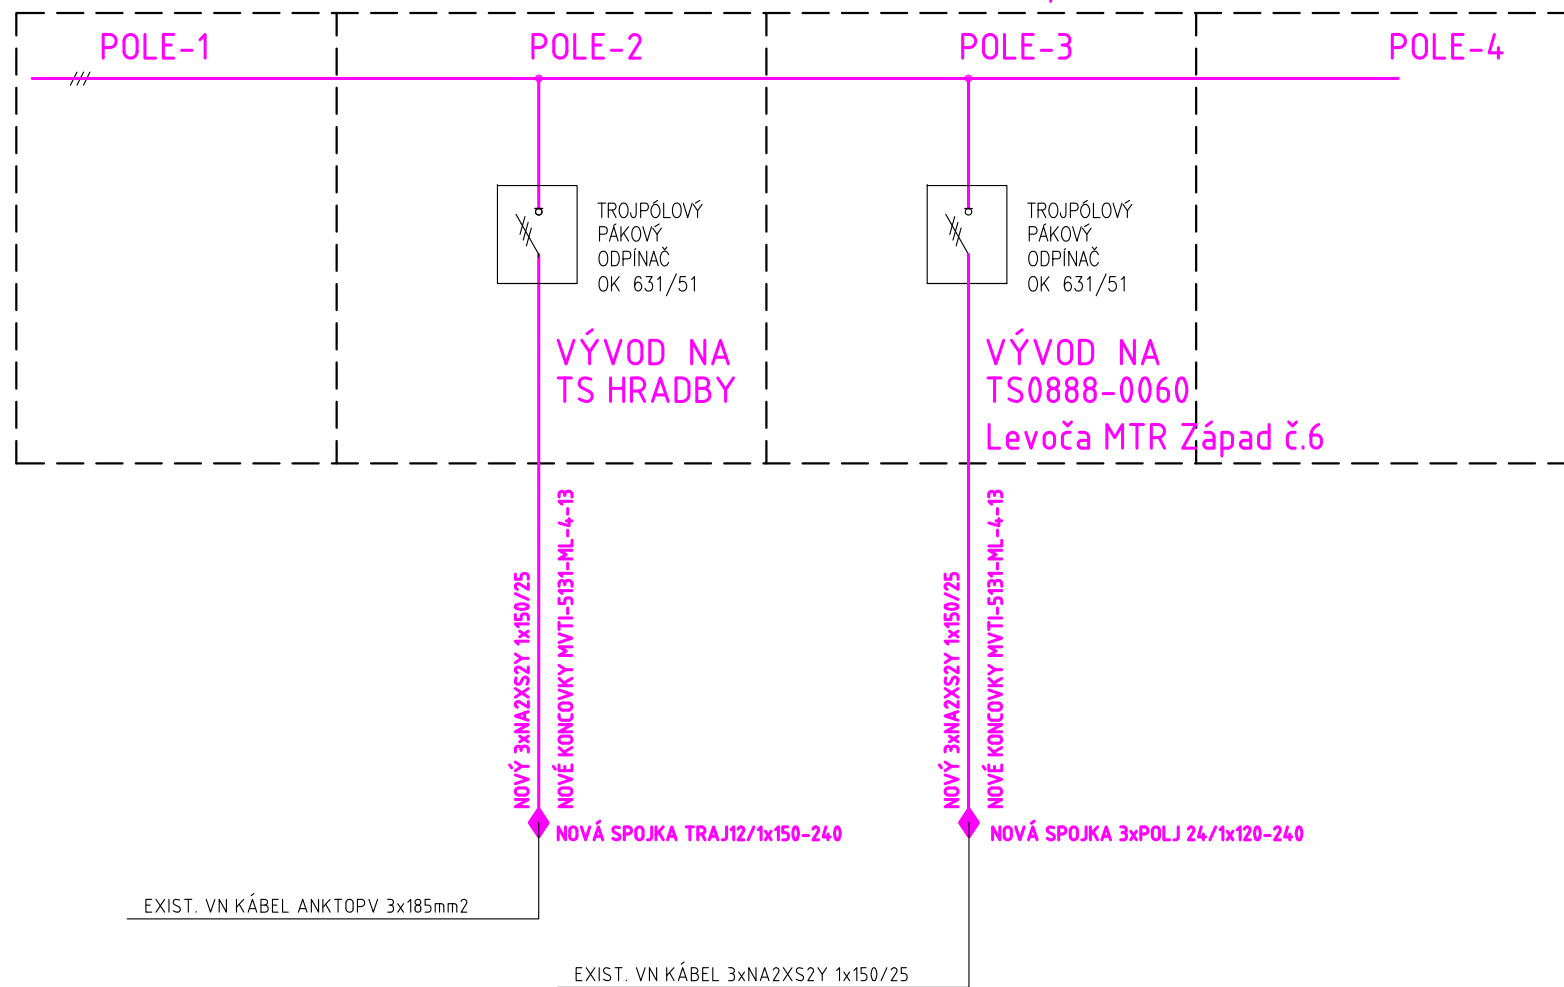 POLE-1
POLE-2
POLE-3
POLE-4
TROJPÓLOVÝ
PÁKOVÝ
ODPÍNAČ
OK 631/51
TROJPÓLOVÝ
PÁKOVÝ
ODPÍNAČ
OK 631/51
VÝVOD NA
TS HRADBY
VÝVOD NA
TS0888-0060
Levoča MTR Západ č.6
NOVÝ 3xNA2XS2Y 1x150/25
NOVÉ KONCOVKY MVTI-5131-ML-4-13
NOVÝ 3xNA2XS2Y 1x150/25
NOVÉ KONCOVKY MVTI-5131-ML-4-13
NOVÁ SPOJKA TRAJ12/1x150-240
NOVÁ SPOJKA 3xPOLJ 24/1x120-240
EXIST. VN KÁBEL ANKTOPV 3x185mm2
EXIST. VN KÁBEL 3xNA2XS2Y 1x150/25